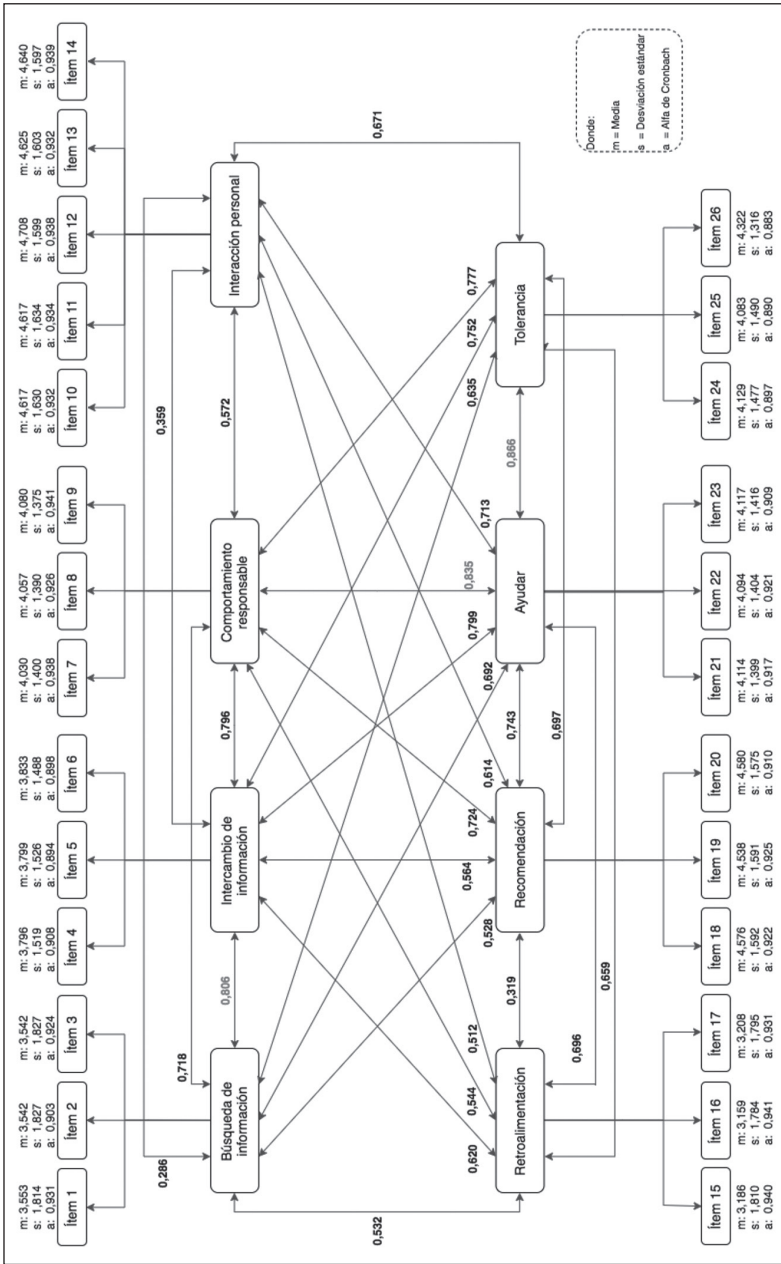 m: 3,553
s: 1,814
a: 0,931
Ítem 1
m: 3,542
s: 1,827
a: 0,903
Ítem 2
m: 3,542
s: 1,827
a: 0,924
Ítem 3
m: 3,796
s: 1,519
a: 0,908
Ítem 4
m: 3,799
s: 1,526
a: 0,894
Ítem 5
m: 3,833
s: 1,488
a: 0,898
Ítem 6
m: 4,030
s: 1,400
a: 0,938
Ítem 7
m: 4,057
s: 1,390
a: 0,926
Ítem 8
m: 4,080
s: 1,375
a: 0,941
Ítem 9
m: 4,617
s: 1,630
a: 0,932
Ítem 10
m: 4,617
s: 1,634
a: 0,934
Ítem 11
m: 4,708
s: 1,599
a: 0,938
Ítem 12
m: 4,625
s: 1,603
a: 0,932
Ítem 13
m: 4,640
s: 1,597
a: 0,939
Ítem 14
0,286
0,718
0,359
Búsqueda de
información
0,806
Intercambio de
información
0,796
Comportamiento
responsable
0,572
Interacción personal
0,532
0,671
0,620
0,544
0,512
0,528
0,564
0,724
0,614
0,692
0,799
0,835
0,713
0,635
0,752
0,777
Retroalimentación
0,319
Recomendación
0,743
Ayudar
0,866
Tolerancia
0,696
0,659
0,697
Ítem 15
m: 3,186
s: 1,810
a: 0,940
Ítem 16
m: 3,159
s: 1,784
a: 0,941
Ítem 17
m: 3,208
s: 1,795
a: 0,931
Ítem 18
m: 4,576
s: 1,592
a: 0,922
Ítem 19
m: 4,538
s: 1,591
a: 0,925
Ítem 20
m: 4,580
s: 1,575
a: 0,910
Ítem 21
m: 4,114
s: 1,399
a: 0,917
Ítem 22
m: 4,094
s: 1,404
a: 0,921
Ítem 23
m: 4,117
s: 1,416
a: 0,909
Ítem 24
m: 4,129
s: 1,477
a: 0,897
Ítem 25
m: 4,083
s: 1,490
a: 0,890
Ítem 26
m: 4,322
s: 1,316
a: 0,883
Donde:
m = Media
s = Desviación estándar
a = Alfa de Cronbach